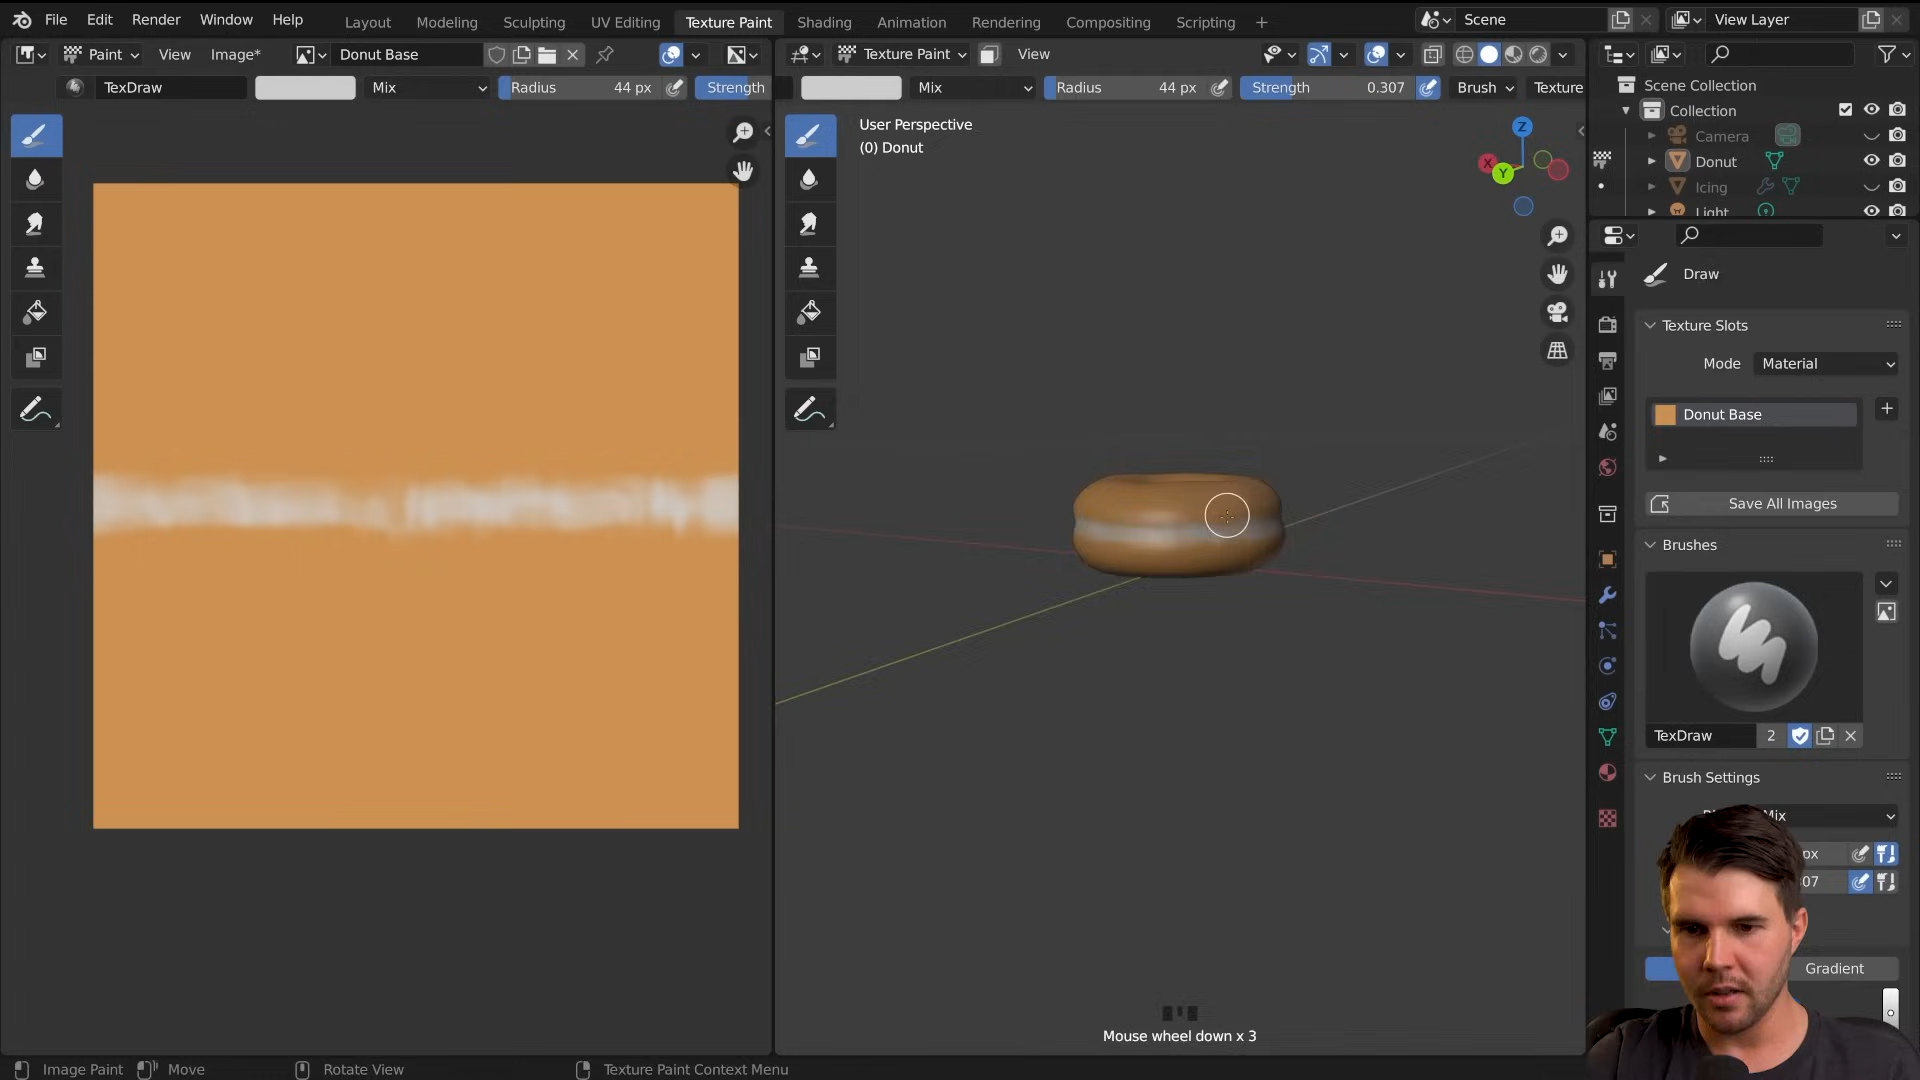 File Edit Render Window Help Layout Modeling Sculpting UV Editing Texture Paint Shading Animation Rendering Compositing Scripting + Scene View Layer
Paint View Image* Donut Base Texture Paint View
TexDraw Mix Radius 44 px Strength Mix Radius 44 px Strength 0.307 Brush Texture
Scene Collection
Collection
Camera
Donut
Icing
Light
User Perspective
(0) Donut
Z
X
Y
Draw
Texture Slots
Mode Material
Donut Base
Save All Images
Brushes
TexDraw 2
Brush Settings
Mix
px
07
Gradient
Mouse wheel down x 3
Image Paint Move Rotate View Texture Paint Context Menu